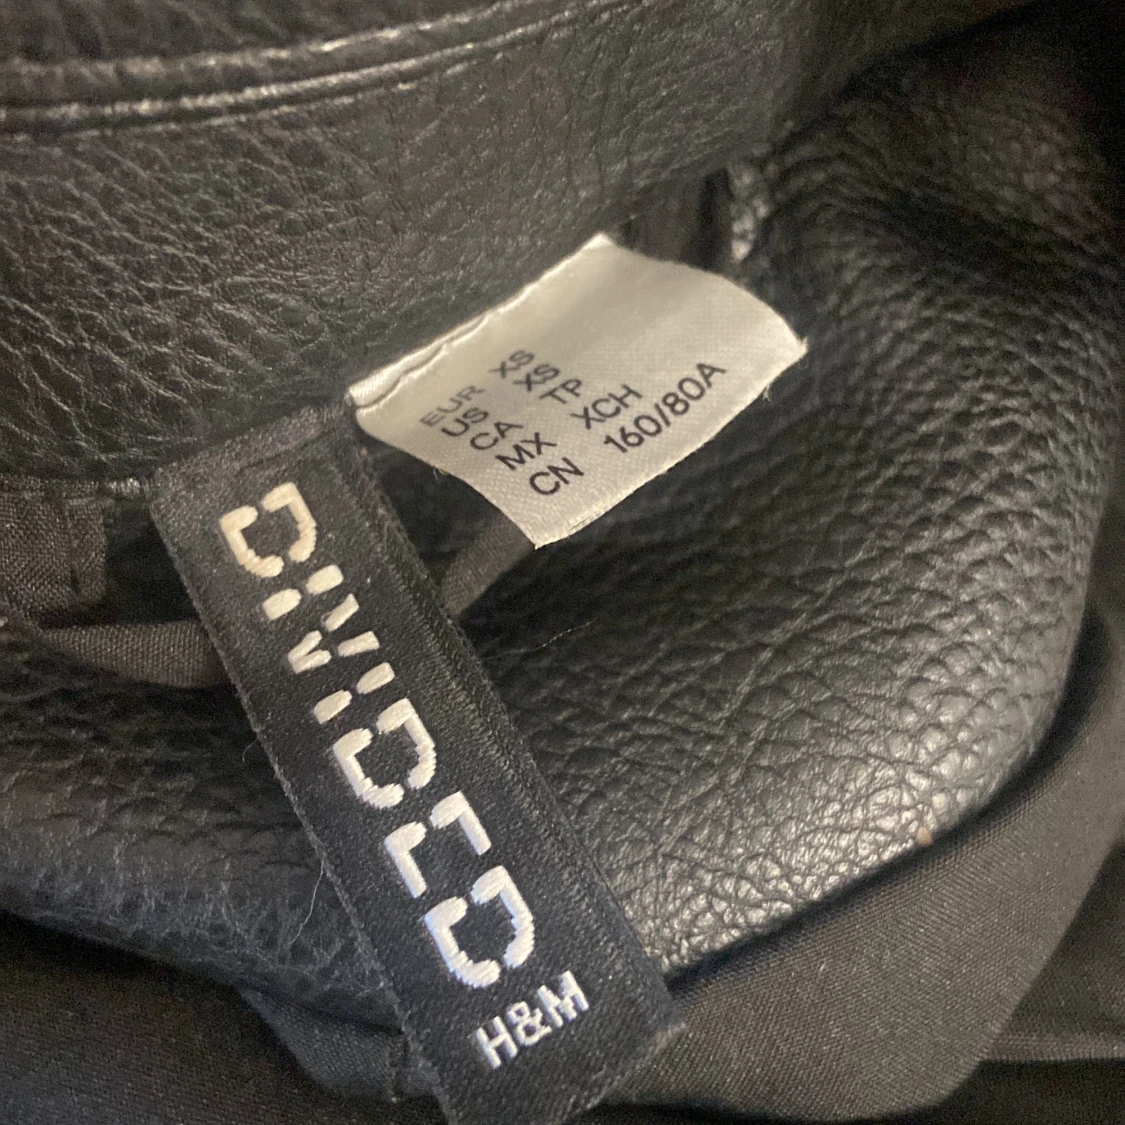 EUR XS
US XS
CA TP
MX XCH
CN 160/80A
DIVIDED
H&M